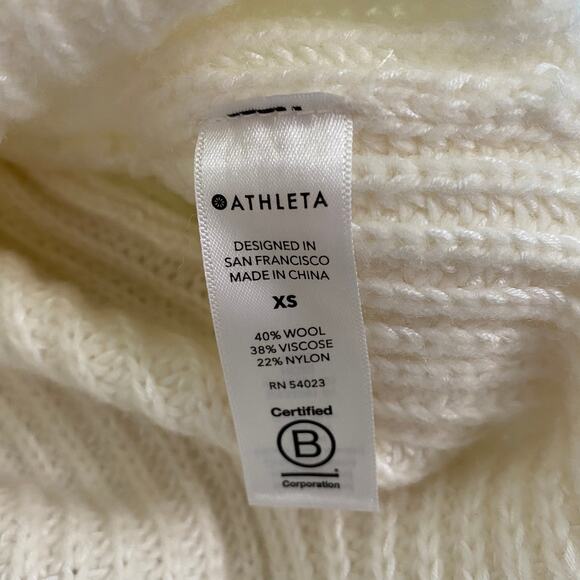 ATHLETA
DESIGNED IN
SAN FRANCISCO
MADE IN CHINA
XS
40% WOOL
38% VISCOSE
22% NYLON
RN 54023
Certified
B
Corporation